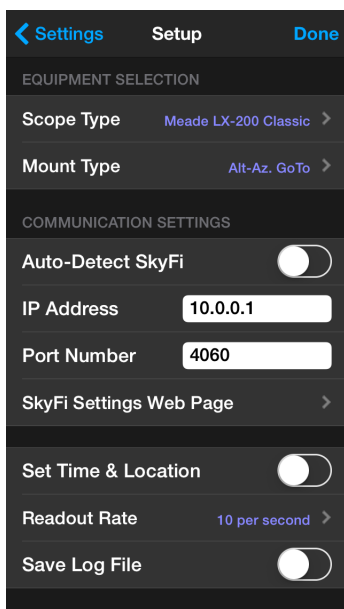 Settings Setup Done
EQUIPMENT SELECTION
Scope Type Meade LX-200 Classic
Mount Type Alt-Az. GoTo
COMMUNICATION SETTINGS
Auto-Detect SkyFi
IP Address 10.0.0.1
Port Number 4060
SkyFi Settings Web Page
Set Time & Location
Readout Rate 10 per second
Save Log File